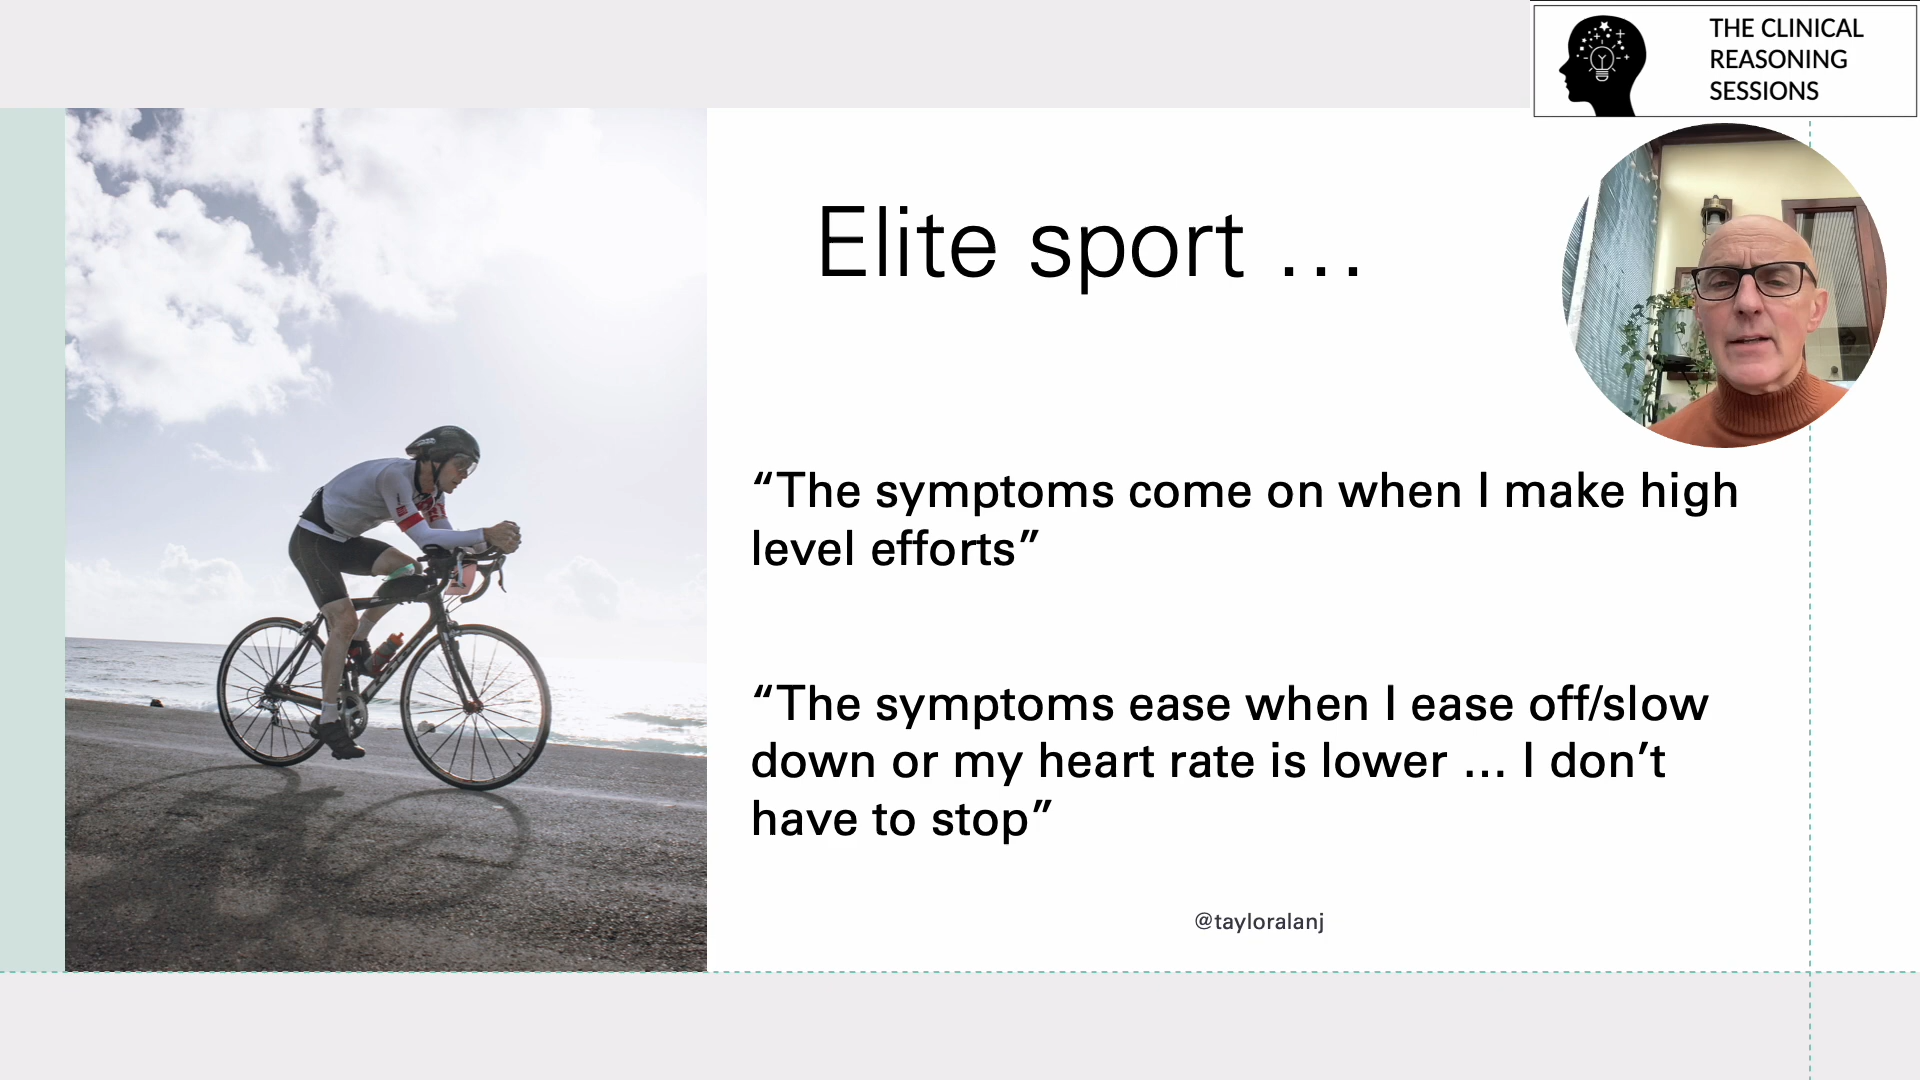 THE CLINICAL
REASONING
SESSIONS
Elite sport …
“The symptoms come on when I make high
level efforts”
“The symptoms ease when I ease off/slow
down or my heart rate is lower … I don’t
have to stop”
@tayloralanj